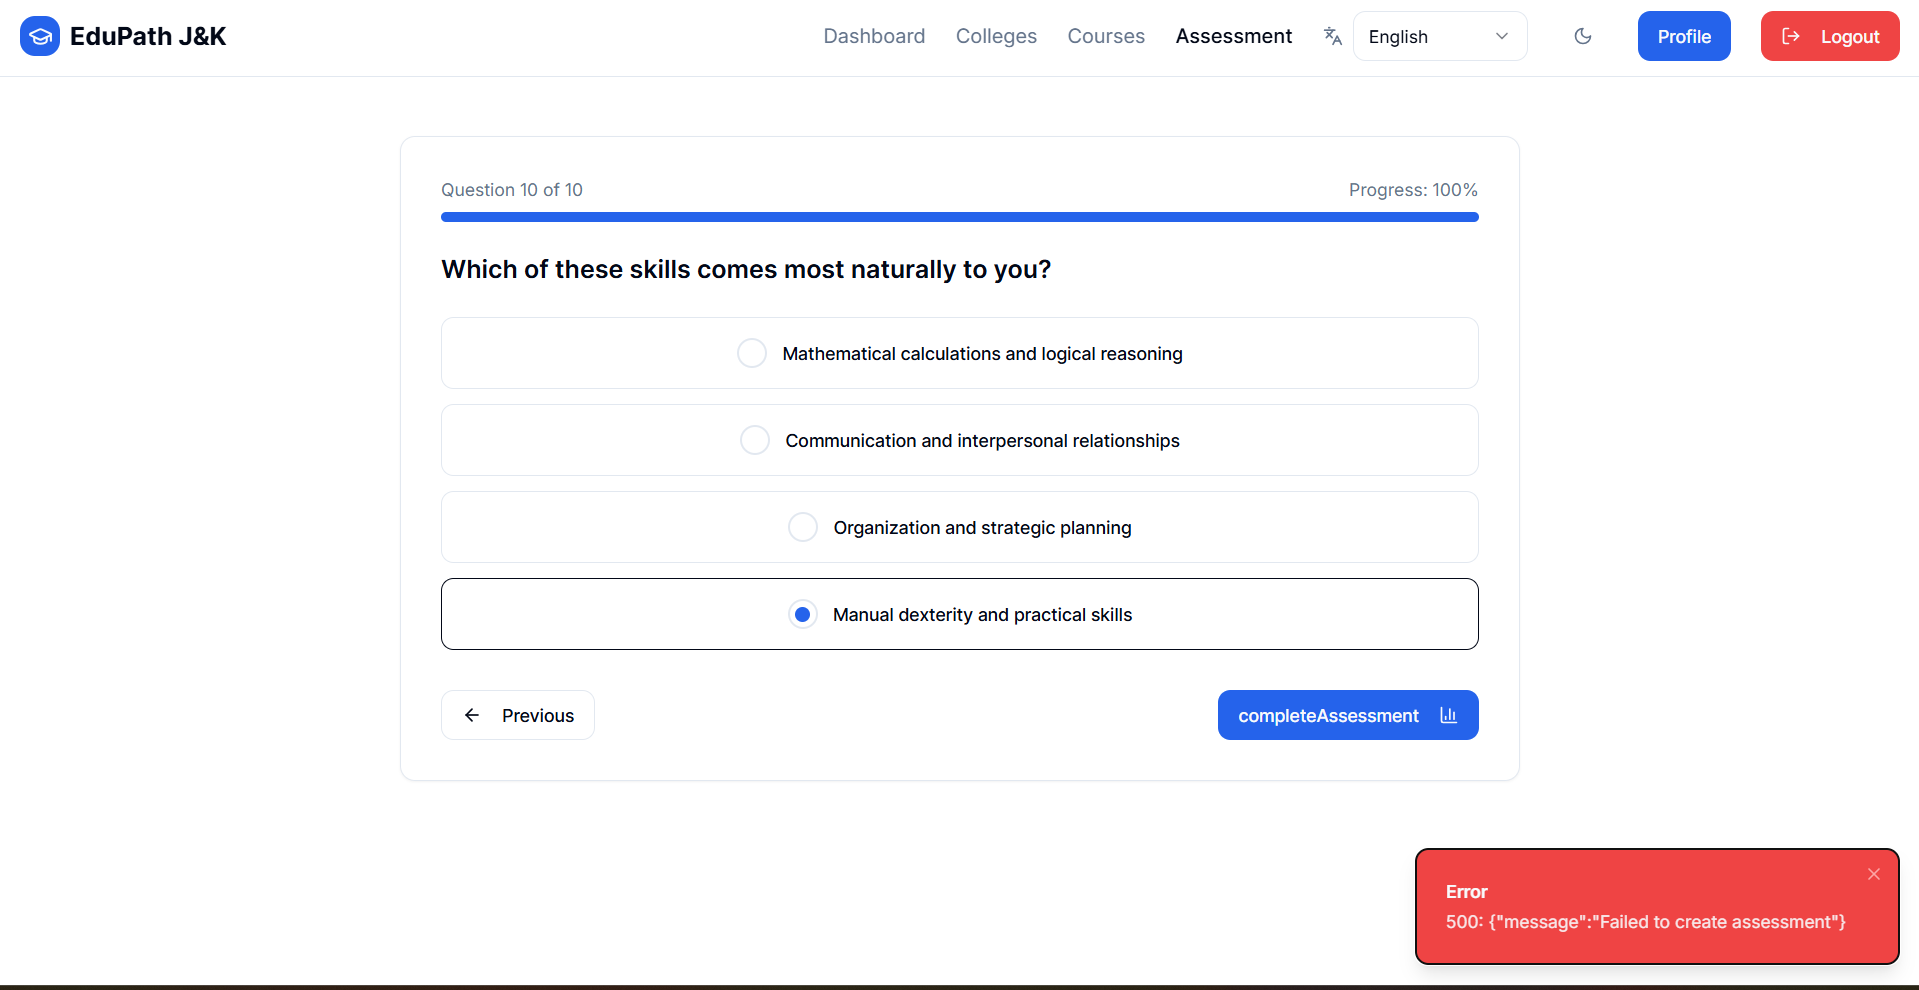 EduPath J&K
Dashboard
Colleges
Courses
Assessment
English
Profile
Logout
Question 10 of 10
Progress: 100%
Which of these skills comes most naturally to you?
Mathematical calculations and logical reasoning
Communication and interpersonal relationships
Organization and strategic planning
Manual dexterity and practical skills
Previous
completeAssessment
Error
500: {"message":"Failed to create assessment"}